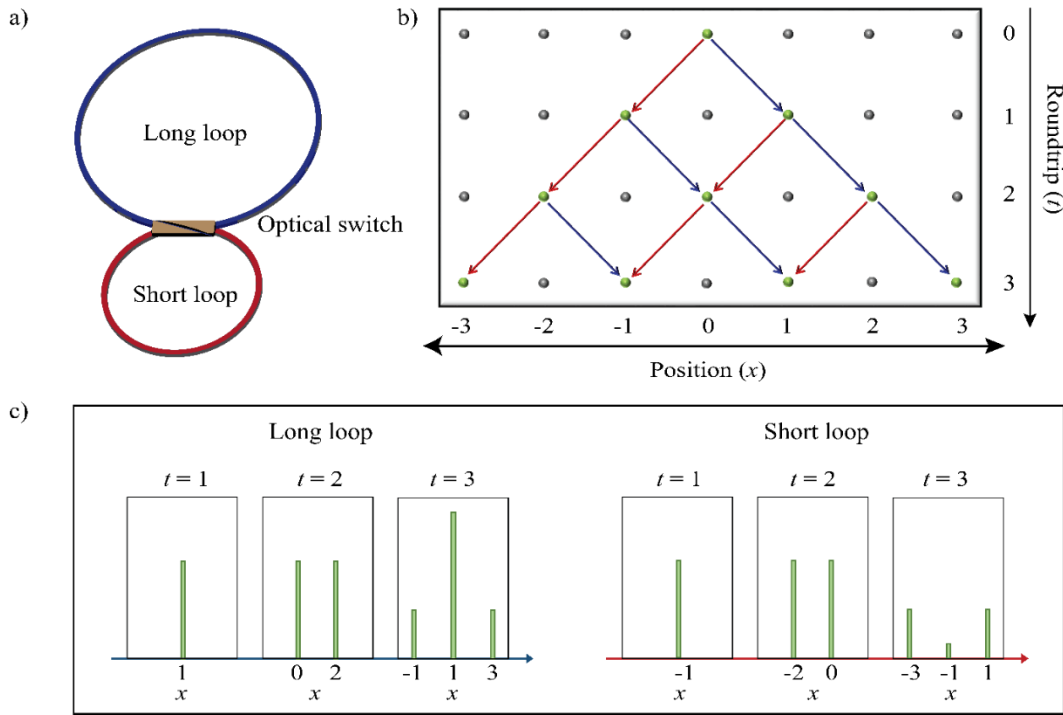 a)
Long loop
Optical switch
Short loop
b)
0
1
2
3
Roundtrip (t)
-3 -2 -1 0 1 2 3
Position (x)
c)
Long loop
t = 1 t = 2 t = 3
1 0 2 -1 1 3
x x x
Short loop
t = 1 t = 2 t = 3
-1 -2 0 -3 -1 1
x x x